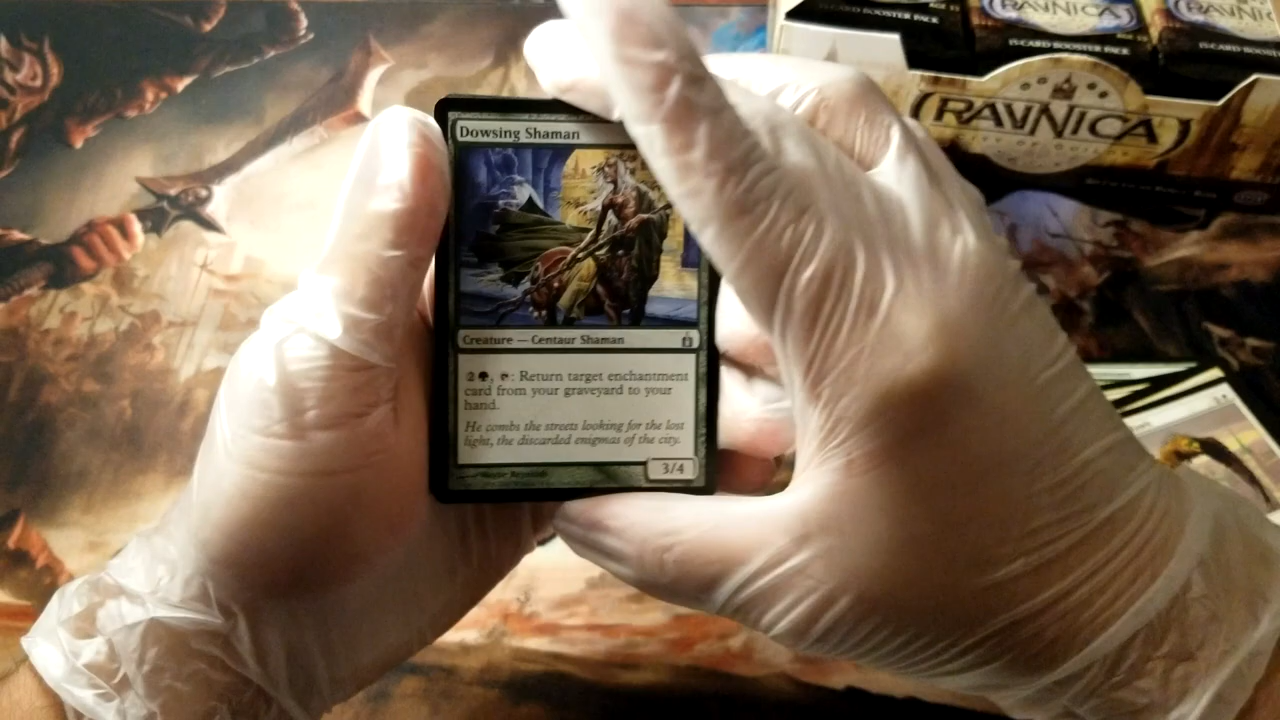 15-CARD BOOSTER PACK
RAVNICA
15-CARD BOOSTER PACK
RAVNICA
Dowsing Shaman
Creature — Centaur Shaman
2, : Return target enchantment
card from your graveyard to your
hand.
He combs the streets looking for the lost
light, the discarded enigmas of the city.
3/4